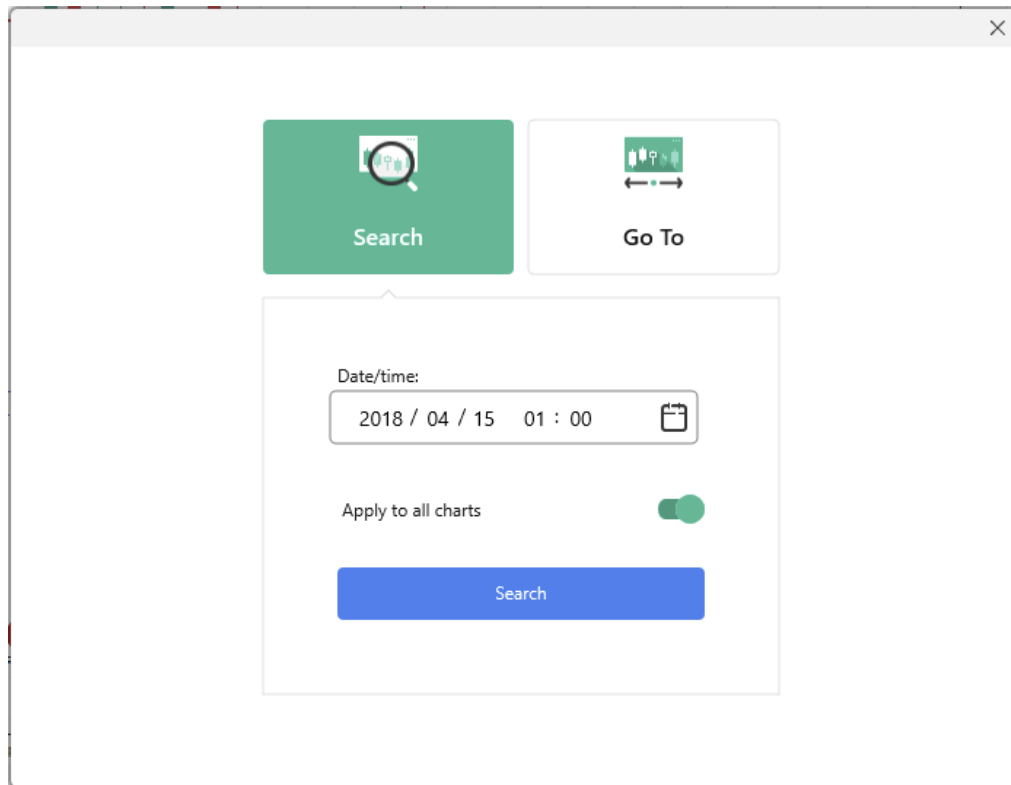 Search
Go To
Date/time:
2018 / 04 / 15 01 : 00
Apply to all charts
Search